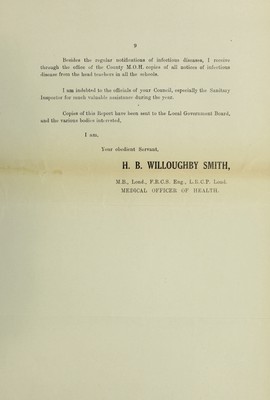 9
Besides the regular notifications of infectious diseases, I receive
through the office of the County M.O.H. copies of all notices of infectious
disease from the head teachers in all the schools.
I am indebted to the officials of your Council, especially the Sanitary
Inspector for much valuable assistance during the year.
Copies of this Report have been sent to the Local Government Board,
and the various bodies interested,
I am,
Your obedient Servant,
H. B. WILLOUGHBY SMITH,
M.B., Lond., F.R.C.S. Eng., L.R.C.P. Lond.
MEDICAL OFFICER OF HEALTH.